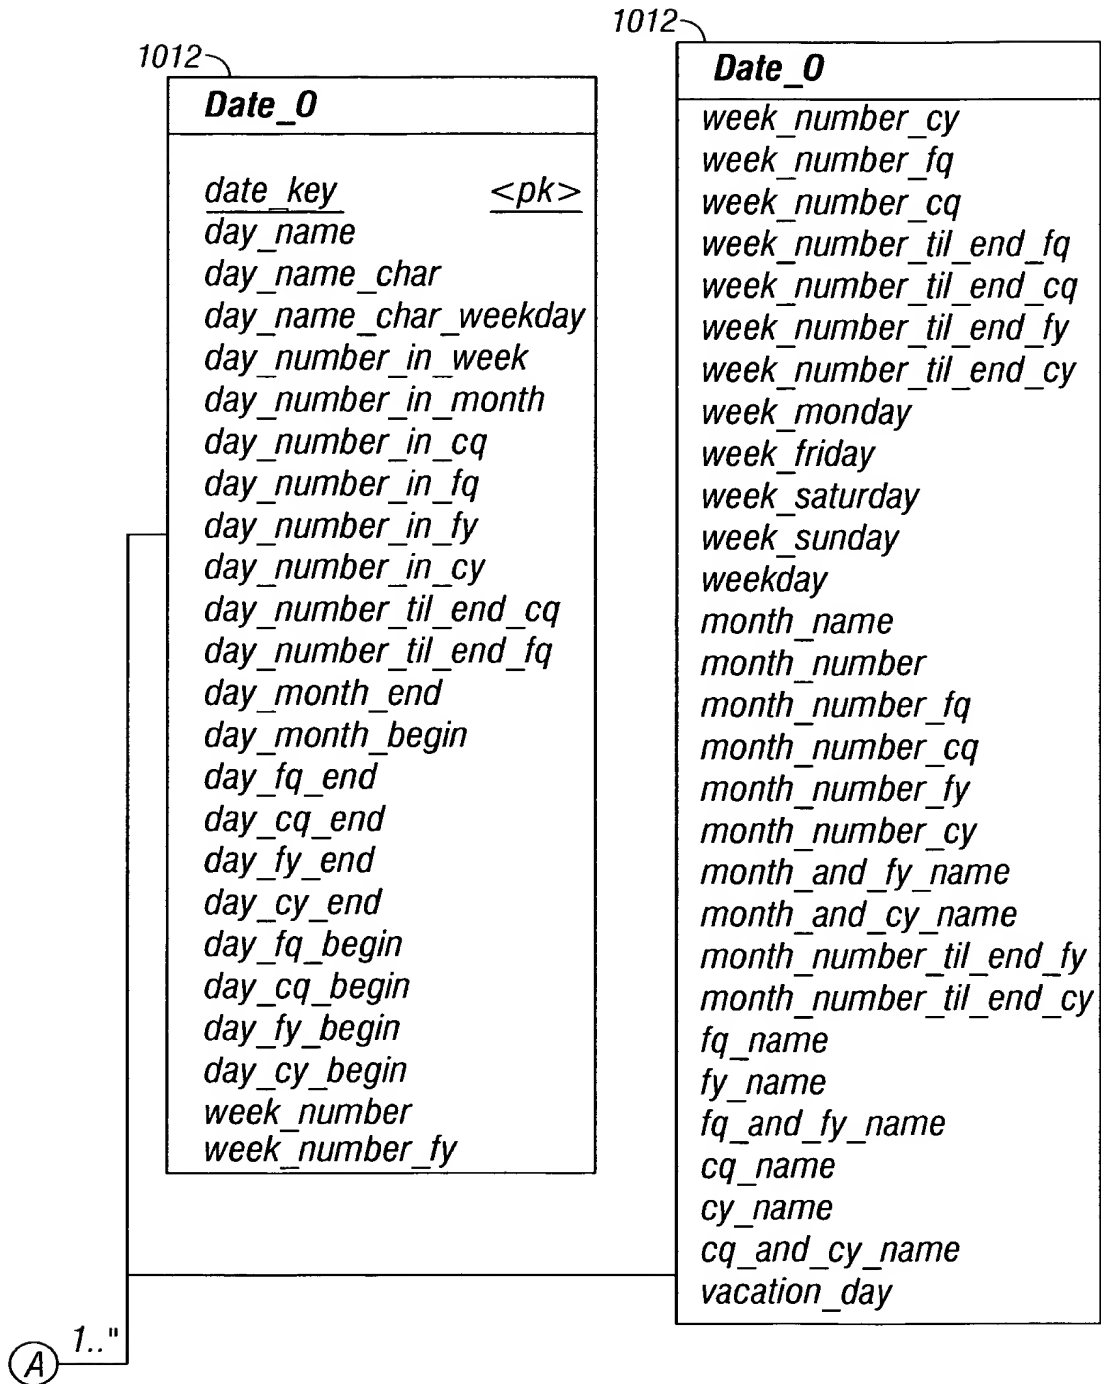 1012
Date_0
date_key <pk>
day_name
day_name_char
day_name_char_weekday
day_number_in_week
day_number_in_month
day_number_in_cq
day_number_in_fq
day_number_in_fy
day_number_in_cy
day_number_til_end_cq
day_number_til_end_fq
day_month_end
day_month_begin
day_fq_end
day_cq_end
day_fy_end
day_cy_end
day_fq_begin
day_cq_begin
day_fy_begin
day_cy_begin
week_number
week_number_fy
1012
Date_0
week_number_cy
week_number_fq
week_number_cq
week_number_til_end_fq
week_number_til_end_cq
week_number_til_end_fy
week_number_til_end_cy
week_monday
week_friday
week_saturday
week_sunday
weekday
month_name
month_number
month_number_fq
month_number_cq
month_number_fy
month_number_cy
month_and_fy_name
month_and_cy_name
month_number_til_end_fy
month_number_til_end_cy
fq_name
fy_name
fq_and_fy_name
cq_name
cy_name
cq_and_cy_name
vacation_day
1.."
A